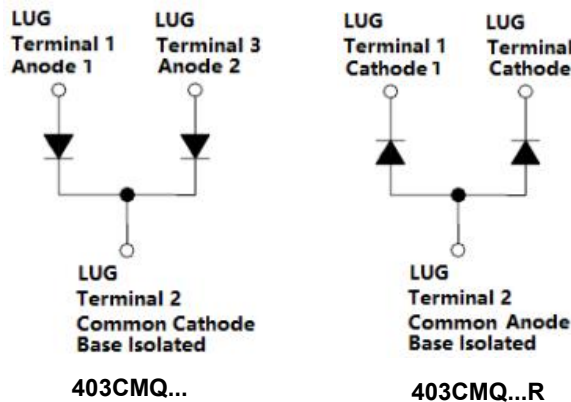 LUG
Terminal 1
Anode 1
LUG
Terminal 3
Anode 2
LUG
Terminal 2
Common Cathode
Base Isolated
403CMQ...
LUG
Terminal 1
Cathode 1
LUG
Terminal
Cathode
LUG
Terminal 2
Common Anode
Base Isolated
403CMQ...R